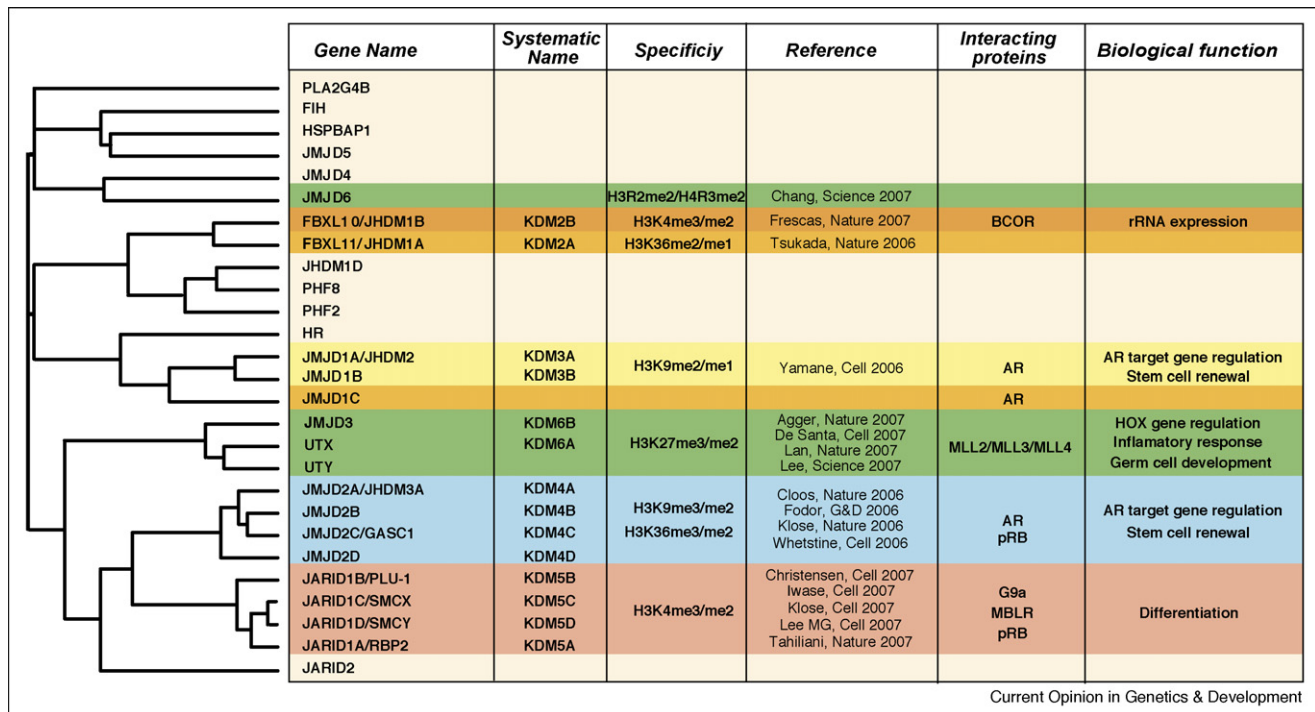 Gene Name Systematic Name Specificiy Reference Interacting proteins Biological function
PLA2G4B
FIH
HSPBAP1
JMJD5
JMJD4
JMJD6 H3R2me2/H4R3me2 Chang, Science 2007
FBXL10/JHDM1B KDM2B H3K4me3/me2 Frescas, Nature 2007 BCOR rRNA expression
FBXL11/JHDM1A KDM2A H3K36me2/me1 Tsukada, Nature 2006
JHDM1D
PHF8
PHF2
HR
JMJD1A/JHDM2 KDM3A H3K9me2/me1 Yamane, Cell 2006 AR AR target gene regulation
JMJD1B KDM3B Stem cell renewal
JMJD1C AR
JMJD3 KDM6B Agger, Nature 2007 HOX gene regulation
UTX KDM6A H3K27me3/me2 De Santa, Cell 2007 MLL2/MLL3/MLL4 Inflamatory response
Lan, Nature 2007
UTY Lee, Science 2007 Germ cell development
JMJD2A/JHDM3A KDM4A Cloos, Nature 2006
JMJD2B KDM4B H3K9me3/me2 Fodor, G&D 2006 AR AR target gene regulation
JMJD2C/GASC1 KDM4C H3K36me3/me2 Klose, Nature 2006 pRB Stem cell renewal
Whetstine, Cell 2006
JMJD2D KDM4D
JARID1B/PLU-1 KDM5B Christensen, Cell 2007
Iwase, Cell 2007 G9a
JARID1C/SMCX KDM5C H3K4me3/me2 Klose, Cell 2007 MBLR Differentiation
JARID1D/SMCY KDM5D Lee MG, Cell 2007 pRB
JARID1A/RBP2 KDM5A Tahiliani, Nature 2007
JARID2
Current Opinion in Genetics & Development